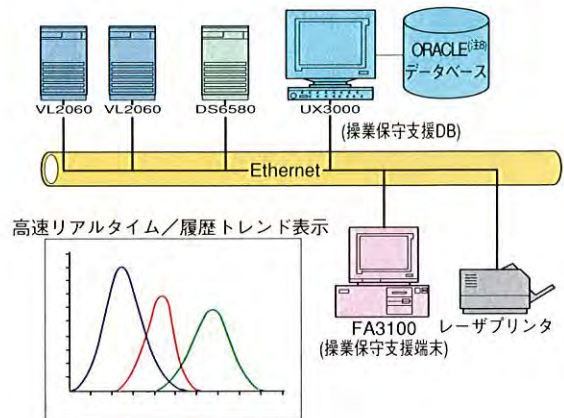 ORACLE(注8)
データベース
VL2060 VL2060 DS6580 UX3000
(操業保守支援DB)
Ethernet
高速リアルタイム/履歴トレンド表示
FA3100 レーザプリンタ
(操業保守支援端末)